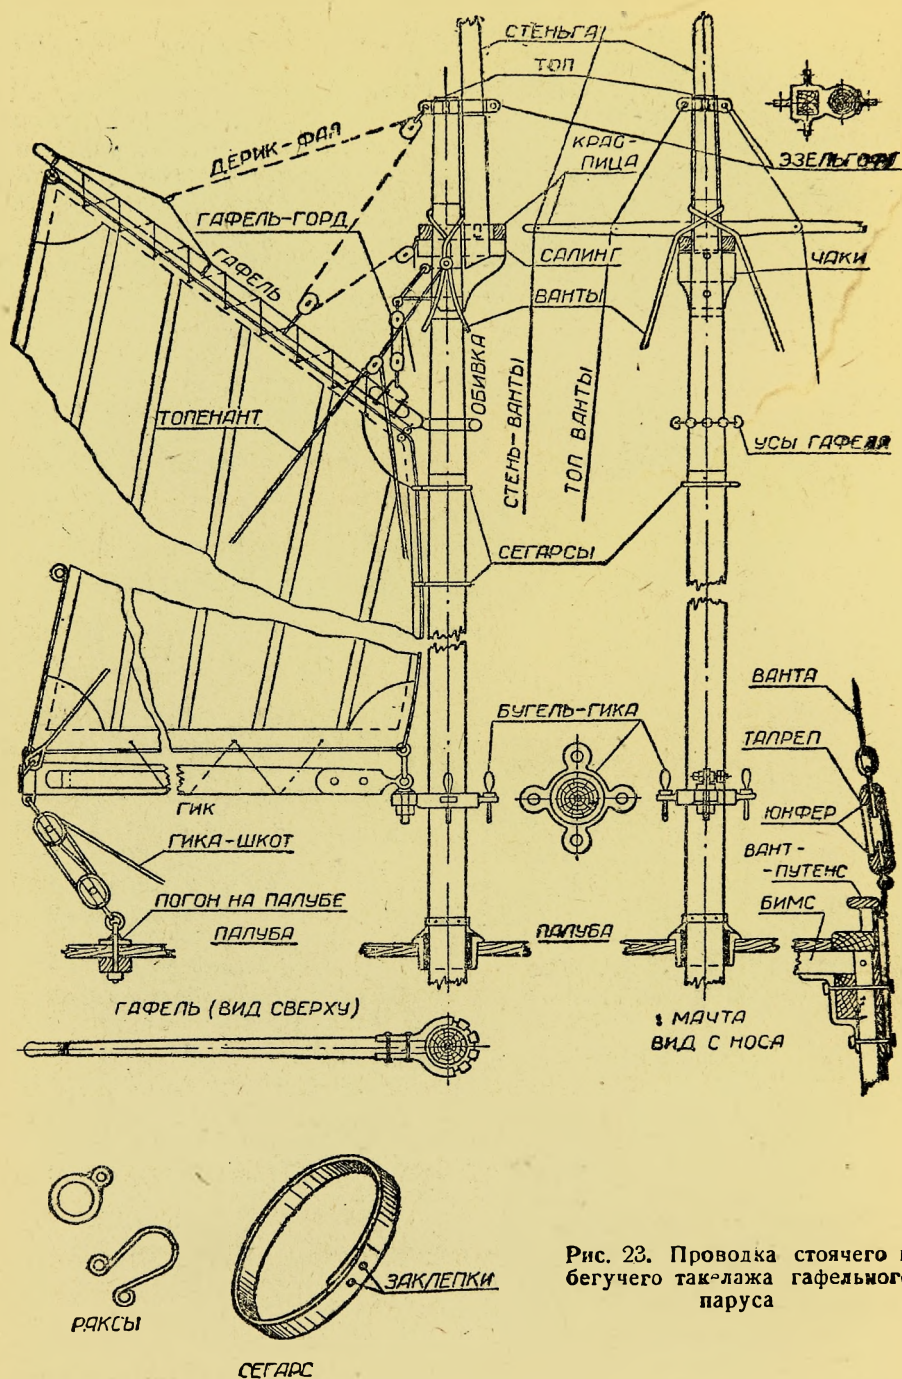 СТЕНЬГА
ТОП
ДЕРИК-ФАЛ
КРАС-
ПИЦА
ЭЗЕЛЬГОФТ
ГАФЕЛЬ-ГОРД
ГАФЕЛЬ
САЛИНГ
ЧАКИ
ВАНТЫ
ОБИВКА
СТЕНЬ-ВАНТЫ
ТОП ВАНТЫ
ТОПЕНАНТ
УСЫ ГАФЕЛЯ
СЕГАРСЫ
ВАНТА
БУГЕЛЬ-ГИКА
ТАЛРЕП
ГИК
ЮНФЕР
ГИКА-ШКОТ
ВАНТ-
-ПУТЕНС
ПОГОН НА ПАЛУБЕ
БИМС
ПАЛУБА
ПАЛУБА
ГАФЕЛЬ (ВИД СВЕРХУ)
МАЧТА
ВИД С НОСА
РАКСЫ
ЗАКЛЕПКИ
СЕГАРС
Рис. 23. Проводка стоячего и
бегучего такелажа гафельного
паруса